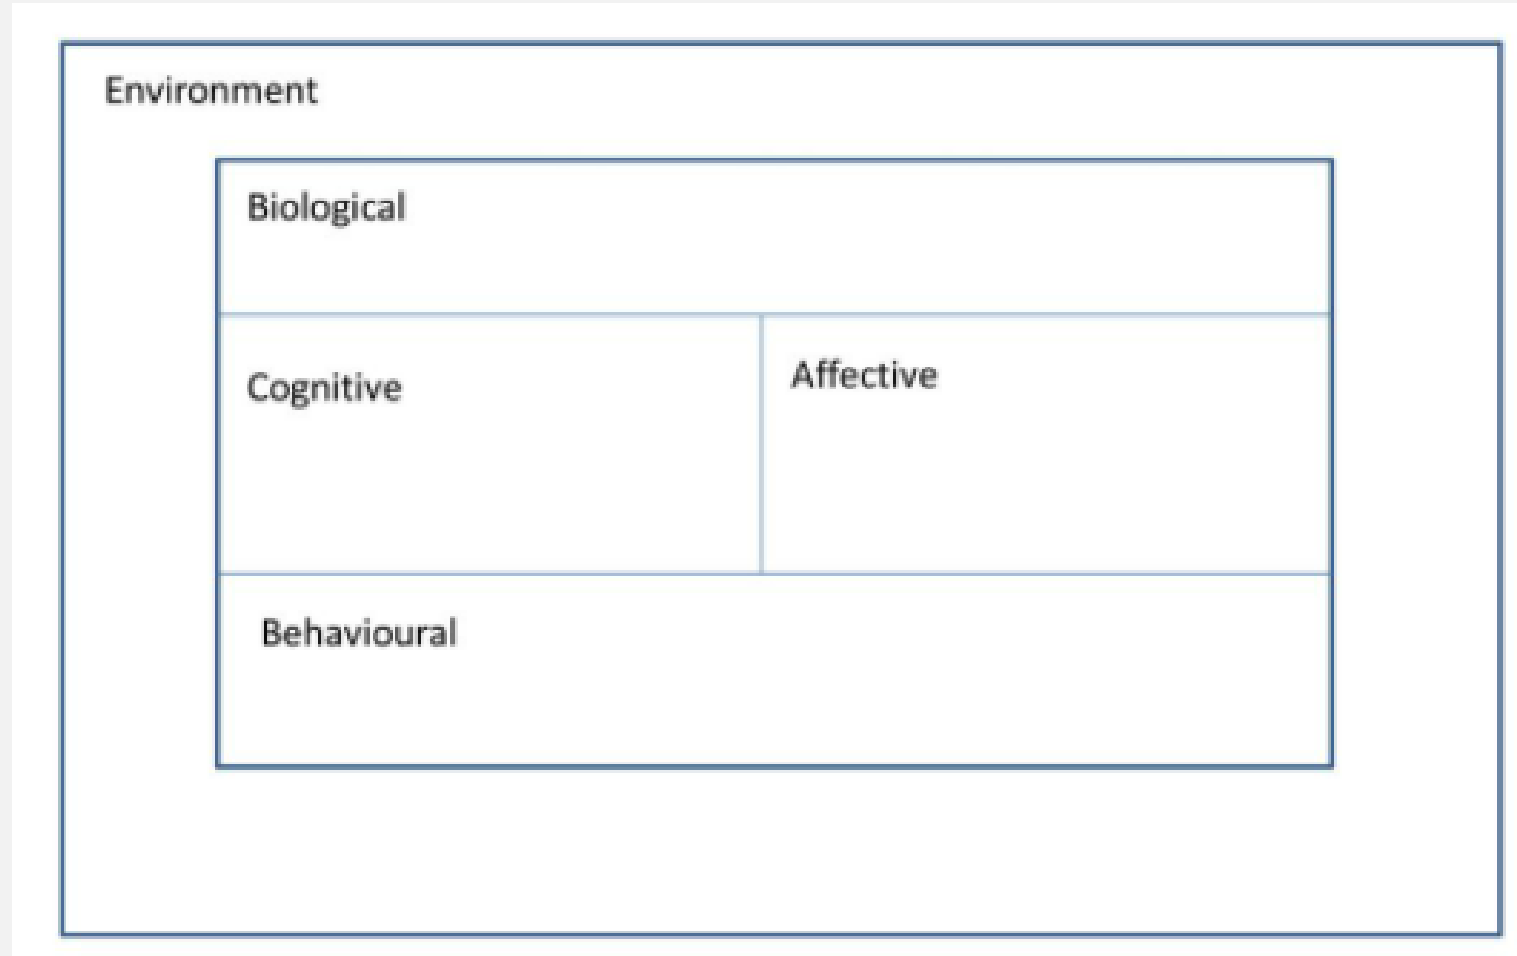 Environment
Biological
Cognitive
Affective
Behavioural